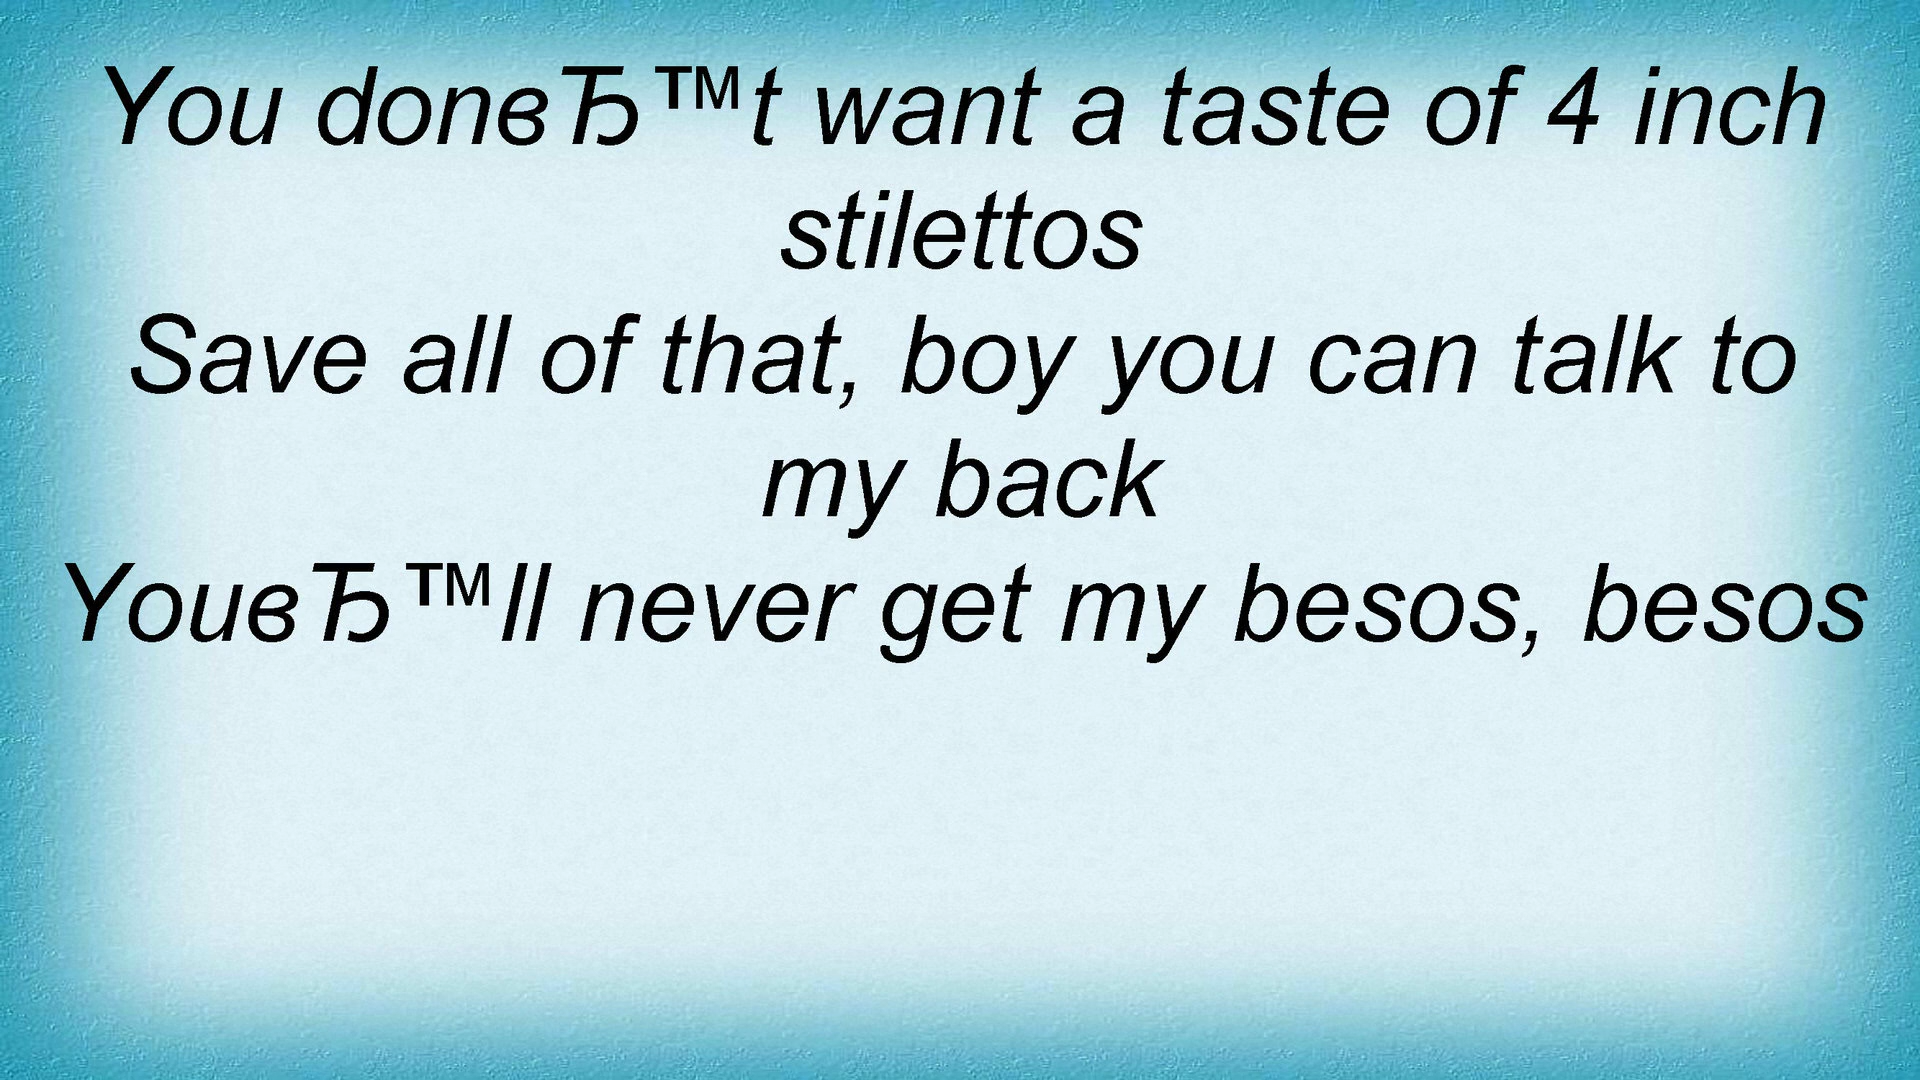 You donвЂ™t want a taste of 4 inch
stilettos
Save all of that, boy you can talk to
my back
YouвЂ™ll never get my besos, besos